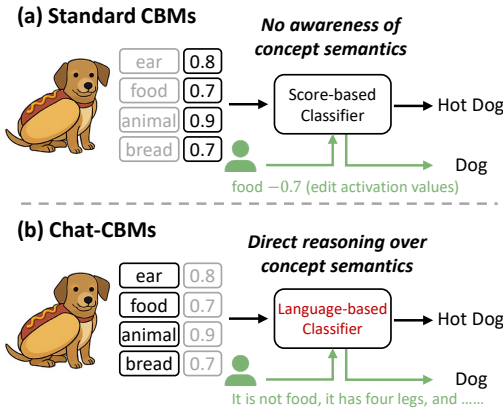 (a) Standard CBMs
No awareness of
concept semantics
ear 0.8
food 0.7
animal 0.9
bread 0.7
Score-based
Classifier
Hot Dog
Dog
food −0.7 (edit activation values)
(b) Chat-CBMs
Direct reasoning over
concept semantics
ear 0.8
food 0.7
animal 0.9
bread 0.7
Language-based
Classifier
Hot Dog
Dog
It is not food, it has four legs, and ......